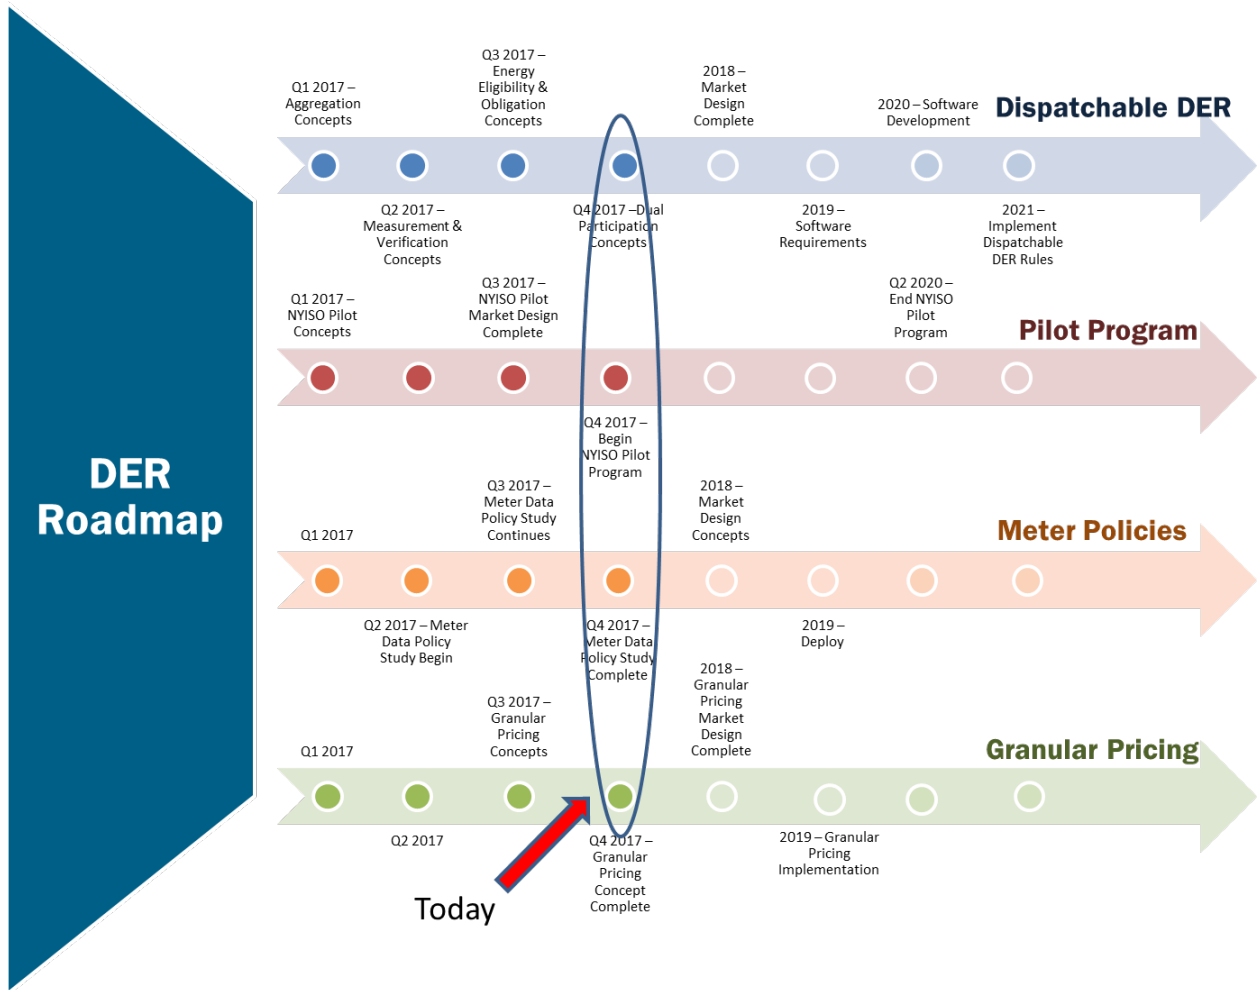 DER
Roadmap
Q1 2017 –
Aggregation
Concepts
Q3 2017 –
Energy
Eligibility &
Obligation
Concepts
2018 –
Market
Design
Complete
2020 – Software
Development
Dispatchable DER
Q2 2017 –
Measurement &
Verification
Concepts
Q4 2017 –Dual
Participation
Concepts
2019 –
Software
Requirements
2021 –
Implement
Dispatchable
DER Rules
Q1 2017 –
NYISO Pilot
Concepts
Q3 2017 –
NYISO Pilot
Market Design
Complete
Q2 2020 –
End NYISO
Pilot
Program
Pilot Program
Q4 2017 –
Begin
NYISO Pilot
Program
Q1 2017
Q3 2017 –
Meter Data
Policy Study
Continues
2018 –
Market
Design
Concepts
Meter Policies
Q2 2017 – Meter
Data Policy
Study Begin
Q4 2017 –
Meter Data
Policy Study
Complete
2019 –
Deploy
Q1 2017
Q3 2017 –
Granular
Pricing
Concepts
2018 –
Granular
Pricing
Market
Design
Complete
Granular Pricing
Q2 2017
Q4 2017 –
Granular
Pricing
Concept
Complete
2019 – Granular
Pricing
Implementation
Today